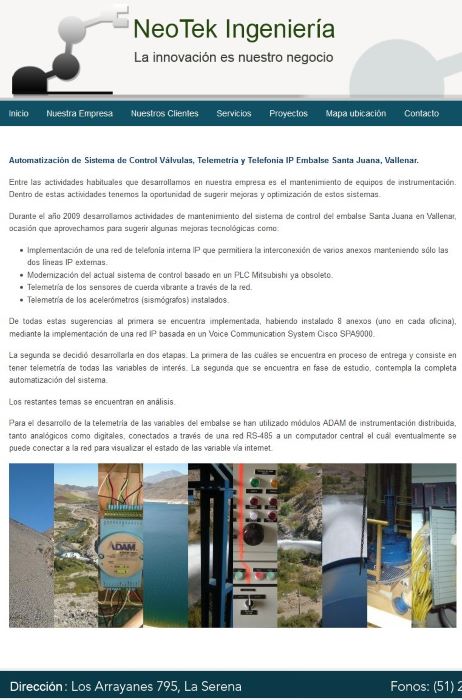 NeoTek Ingeniería
La innovación es nuestro negocio
Inicio Nuestra Empresa Nuestros Clientes Servicios Proyectos Mapa ubicación Contacto
Automatización de Sistema de Control Válvulas, Telemetría y Telefonía IP Embalse Santa Juana, Vallenar.
Entre las actividades habituales que desarrollamos en nuestra empresa es el mantenimiento de equipos de instrumentación.
Dentro de estas actividades tenemos la oportunidad de sugerir mejoras y optimización de estos sistemas.
Durante el año 2009 desarrollamos actividades de mantenimiento del sistema de control del embalse Santa Juana en Vallenar,
ocasión que aprovechamos para sugerir algunas mejoras tecnológicas como:
• Implementación de una red de telefonía interna IP que permitiera la interconexión de varios anexos manteniendo sólo las
dos líneas IP externas.
• Modernización del actual sistema de control basado en un PLC Mitsubishi ya obsoleto.
• Telemetría de los sensores de cuerda vibrante a través de la red.
• Telemetría de los acelerómetros (sismógrafos) instalados.
De todas estas sugerencias al primera se encuentra implementada, habiendo instalado 8 anexos (uno en cada oficina),
mediante la implementación de una red IP basada en un Voice Communication System Cisco SPA9000.
La segunda se decidió desarrollarla en dos etapas. La primera de las cuáles se encuentra en proceso de entrega y consiste en
tener telemetría de todas las variables de interés. La segunda que se encuentra en fase de estudio, contempla la completa
automatización del sistema.
Los restantes temas se encuentran en análisis.
Para el desarrollo de la telemetría de las variables del embalse se han utilizado módulos ADAM de instrumentación distribuida,
tanto analógicos como digitales, conectados a través de una red RS-485 a un computador central el cuál eventualmente se
puede conectar a la red para visualizar el estado de las variable vía internet.
ADAM
Dirección : Los Arrayanes 795, La Serena Fonos: (51) 2